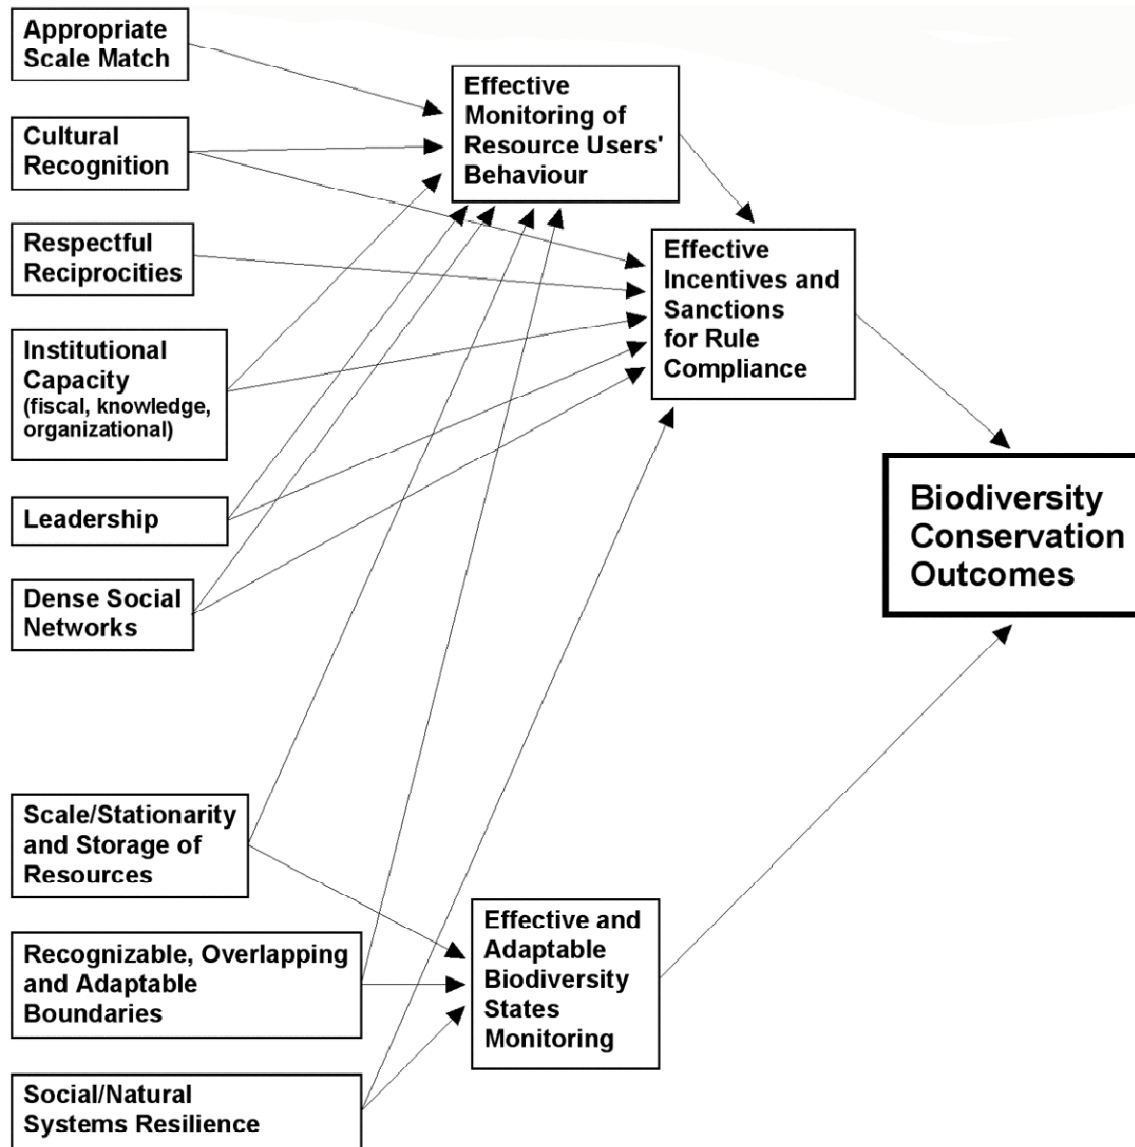 Appropriate
Scale Match
Cultural
Recognition
Respectful
Reciprocities
Institutional
Capacity
(fiscal, knowledge,
organizational)
Leadership
Dense Social
Networks
Scale/Stationarity
and Storage of
Resources
Recognizable, Overlapping
and Adaptable
Boundaries
Social/Natural
Systems Resilience
Effective
Monitoring of
Resource Users'
Behaviour
Effective
Incentives and
Sanctions
for Rule
Compliance
Effective and
Adaptable
Biodiversity
States
Monitoring
Biodiversity
Conservation
Outcomes